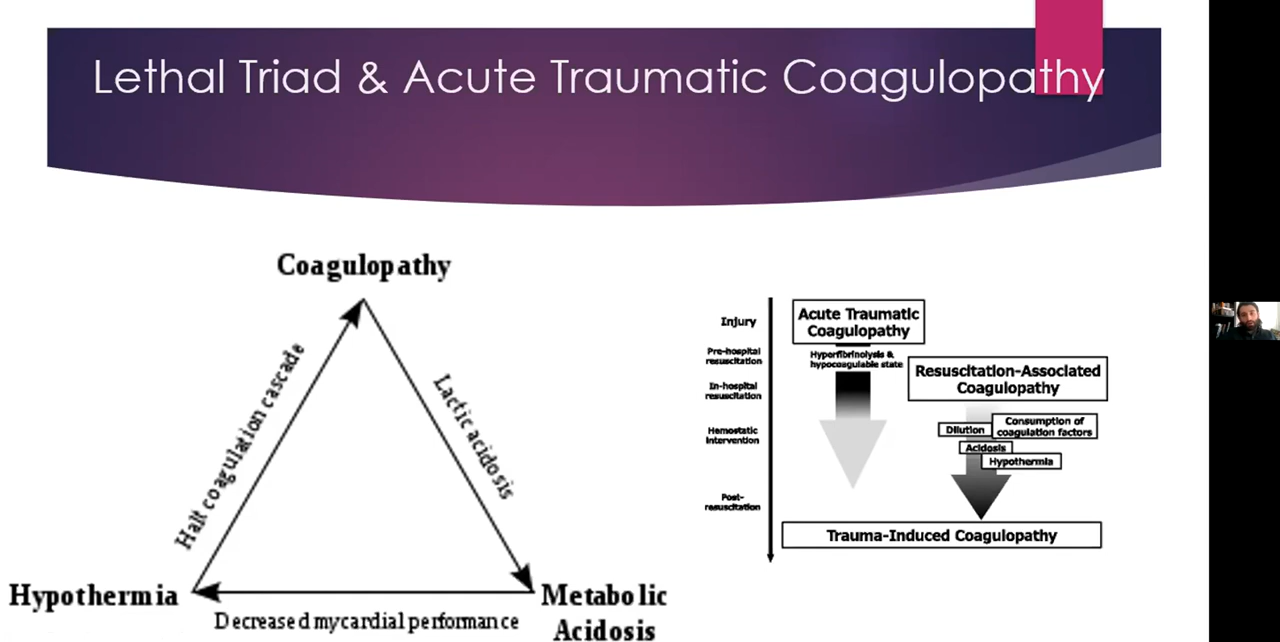 Lethal Triad & Acute Traumatic Coagulopathy
Coagulopathy
Halt coagulation cascade
Lactic acidosis
Hypothermia
Decreased mycardial performance
Metabolic
Acidosis
Injury
Pre-hospital
resuscitation
In-hospital
resuscitation
Hemostatic
intervention
Post-
resuscitation
Acute Traumatic
Coagulopathy
Hyporfibrinolysis &
hypocoagulable state
Resuscitation-Associated
Coagulopathy
Dilution
Consumption of
coagulation factors
Acidosis
Hypothermia
Trauma-Induced Coagulopathy